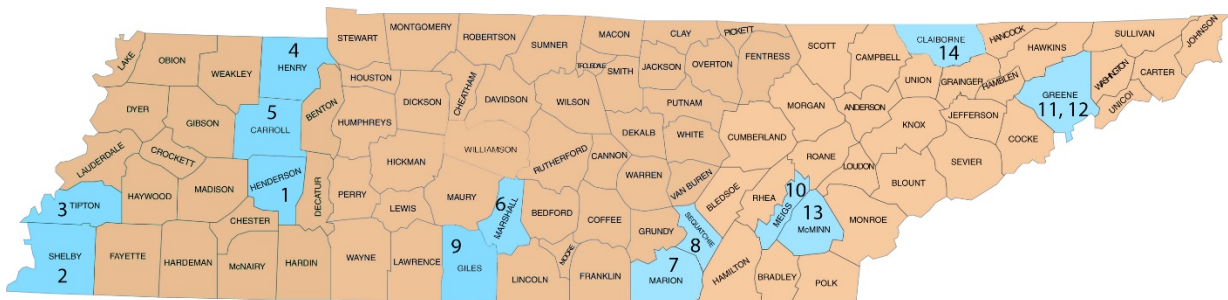 LAKE
OBION
WEAKLEY
4
HENRY
STEWART
MONTGOMERY
ROBERTSON
SUMNER
MACON
CLAY
PICKETT
SCOTT
CAMPBELL
CLAIBORNE
14
HANCOCK
HAWKINS
SULLIVAN
JOHNSON
DYER
GIBSON
5
CARROLL
BENTON
HOUSTON
HUMPHREYS
DICKSON
CHEATHAM
DAVIDSON
WILSON
TROUSDALE
SMITH
JACKSON
OVERTON
FENTRESS
PUTNAM
MORGAN
ANDERSON
UNION
GRAINGER
HAMBLEN
GREENE
11, 12
WASHINGTON
CARTER
UNICOI
LAUDERDALE
CROCKETT
HAYWOOD
MADISON
HENDERSON
1
DECATUR
PERRY
HICKMAN
WILLIAMSON
RUTHERFORD
CANNON
DEKALB
WHITE
CUMBERLAND
ROANE
LOUDON
KNOX
JEFFERSON
COCKE
SEVIER
BLOUNT
3
TIPTON
CHESTER
LEWIS
MAURY
6
MARSHALL
BEDFORD
COFFEE
WARREN
VAN BUREN
BLEDSOE
RHEA
10
MEIGS
13
McMINN
MONROE
SHELBY
2
FAYETTE
HARDEMAN
McNAIRY
HARDIN
WAYNE
LAWRENCE
9
GILES
LINCOLN
MOORE
FRANKLIN
GRUNDY
SEQUATCHIE
8
7
MARION
HAMILTON
BRADLEY
POLK